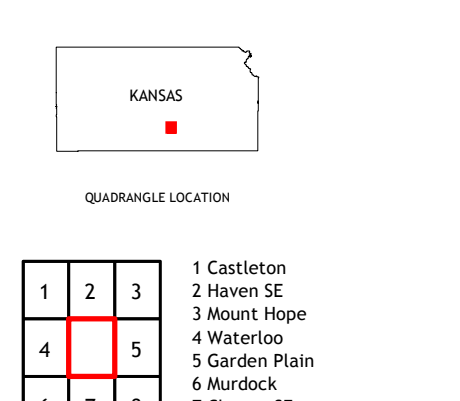 KANSAS
QUADRANGLE LOCATION
1 2 3
4 5
1 Castleton
2 Haven SE
3 Mount Hope
4 Waterloo
5 Garden Plain
6 Murdock